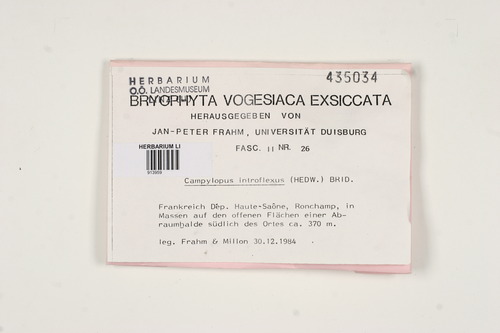 HERBARIUM
O.Ö. LANDESMUSEUM
435034
BRYOPHYTA VOGESIACA EXSICCATA
HERAUSGEGEBEN VON
JAN-PETER FRAHM, UNIVERSITÄT DUISBURG
FASC. II NR. 26
HERBARIUM LI
Campylopus introflexus (HEDW.) BRID.
Frankreich Dèp. Haute-Saône, Ronchamp, in
Massen auf den offenen Flächen einer Ab-
raumhalde südlich des Ortes ca. 370 m.
leg. Frahm & Millon 30.12.1984